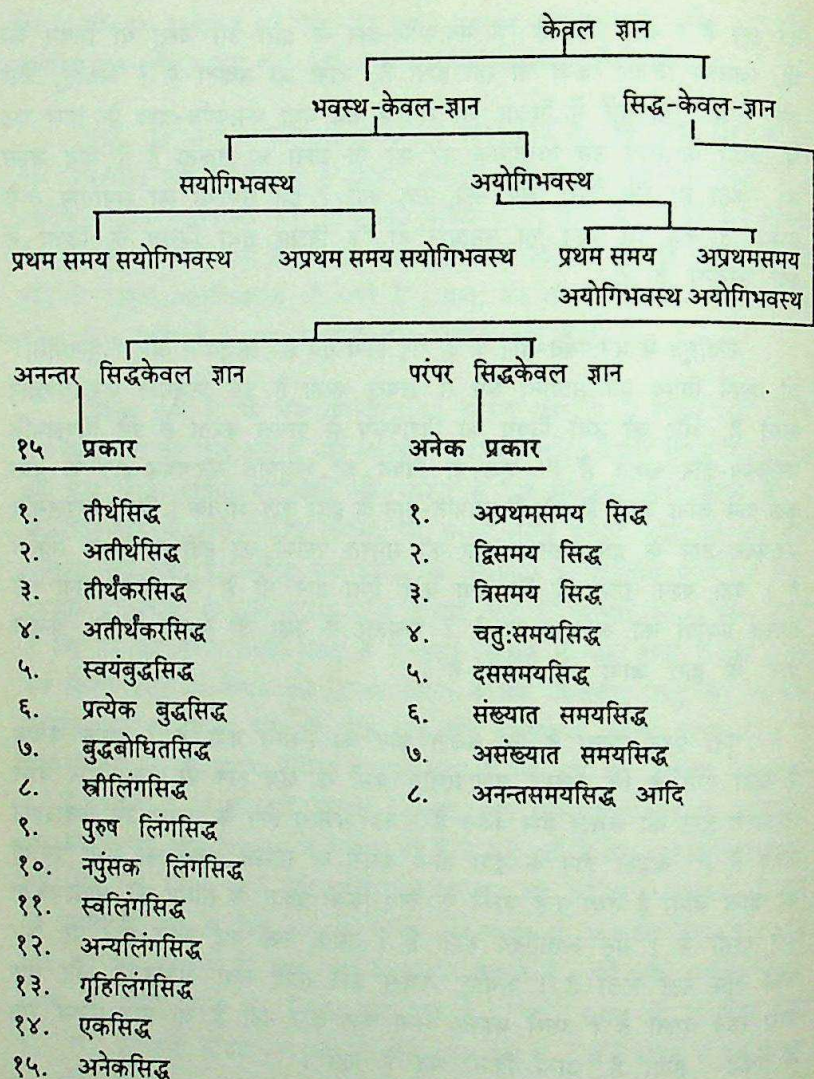 केवल ज्ञान
भवस्थ-केवल-ज्ञान सिद्ध-केवल-ज्ञान
सयोगिभवस्थ अयोगिभवस्थ
प्रथम समय सयोगिभवस्थ अप्रथम समय सयोगिभवस्थ प्रथम समय अप्रथमसमय
अयोगिभवस्थ अयोगिभवस्थ
अनन्तर सिद्धकेवल ज्ञान परंपर सिद्धकेवल ज्ञान
१५ प्रकार
१. तीर्थसिद्ध
२. अतीर्थसिद्ध
३. तीर्थंकरसिद्ध
४. अतीर्थंकरसिद्ध
५. स्वयंबुद्धसिद्ध
६. प्रत्येक बुद्धसिद्ध
७. बुद्धबोधितसिद्ध
८. स्त्रीलिंगसिद्ध
९. पुरुष लिंगसिद्ध
१०. नपुंसक लिंगसिद्ध
११. स्वलिंगसिद्ध
१२. अन्यलिंगसिद्ध
१३. गृहिलिंगसिद्ध
१४. एकसिद्ध
१५. अनेकसिद्ध
अनेक प्रकार
१. अप्रथमसमय सिद्ध
२. द्विसमय सिद्ध
३. त्रिसमय सिद्ध
४. चतु:समयसिद्ध
५. दससमयसिद्ध
६. संख्यात समयसिद्ध
७. असंख्यात समयसिद्ध
८. अनन्तसमयसिद्ध आदि